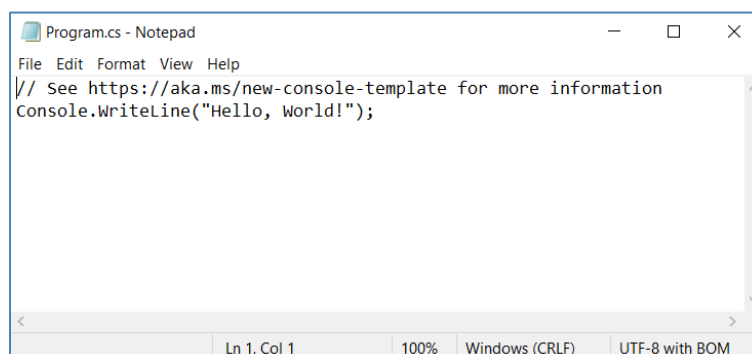 Program.cs - Notepad
File Edit Format View Help
// See https://aka.ms/new-console-template for more information
Console.WriteLine("Hello, World!");
Ln 1, Col 1 100% Windows (CRLF) UTF-8 with BOM